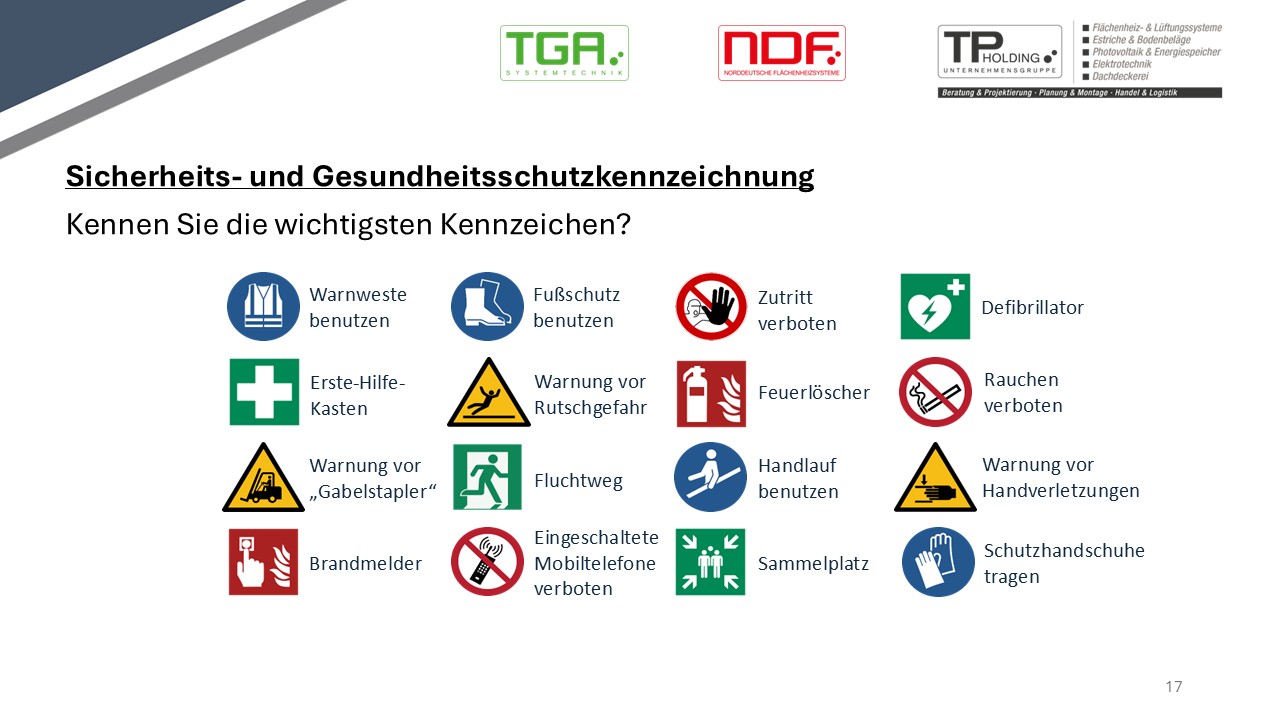 TGA
SYSTEMTECHNIK
NDF
NORDDEUTSCHE FLÄCHENHEIZSYSTEME
TP HOLDING
UNTERNEHMENSGRUPPE
Flächenheiz- & Lüftungssysteme
Estriche & Bodenbeläge
Photovoltaik & Energiespeicher
Elektrotechnik
Dachdeckerei
Beratung & Projektierung · Planung & Montage · Handel & Logistik
Sicherheits- und Gesundheitsschutzkennzeichnung
Kennen Sie die wichtigsten Kennzeichen?
Warnweste
benutzen
Fußschutz
benutzen
Zutritt
verboten
Defibrillator
Erste-Hilfe-
Kasten
Warnung vor
Rutschgefahr
Feuerlöscher
Rauchen
verboten
Warnung vor
„Gabelstapler“
Fluchtweg
Handlauf
benutzen
Warnung vor
Handverletzungen
Brandmelder
Eingeschaltete
Mobiltelefone
verboten
Sammelplatz
Schutzhandschuhe
tragen
17